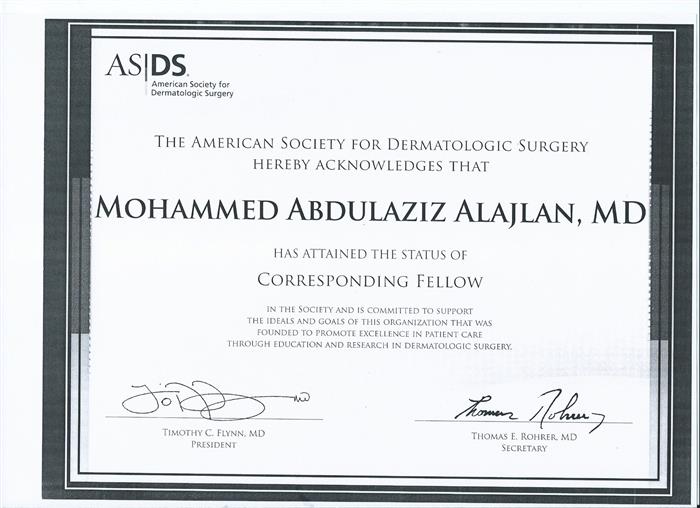 AS|DS®
American Society for
Dermatologic Surgery
THE AMERICAN SOCIETY FOR DERMATOLOGIC SURGERY
HEREBY ACKNOWLEDGES THAT
MOHAMMED ABDULAZIZ ALAJLAN, MD
HAS ATTAINED THE STATUS OF
CORRESPONDING FELLOW
IN THE SOCIETY AND IS COMMITTED TO SUPPORT
THE IDEALS AND GOALS OF THIS ORGANIZATION THAT WAS
FOUNDED TO PROMOTE EXCELLENCE IN PATIENT CARE
THROUGH EDUCATION AND RESEARCH IN DERMATOLOGIC SURGERY.
MD
Thomas Rohrer
TIMOTHY C. FLYNN, MD
PRESIDENT
THOMAS E. ROHRER, MD
SECRETARY